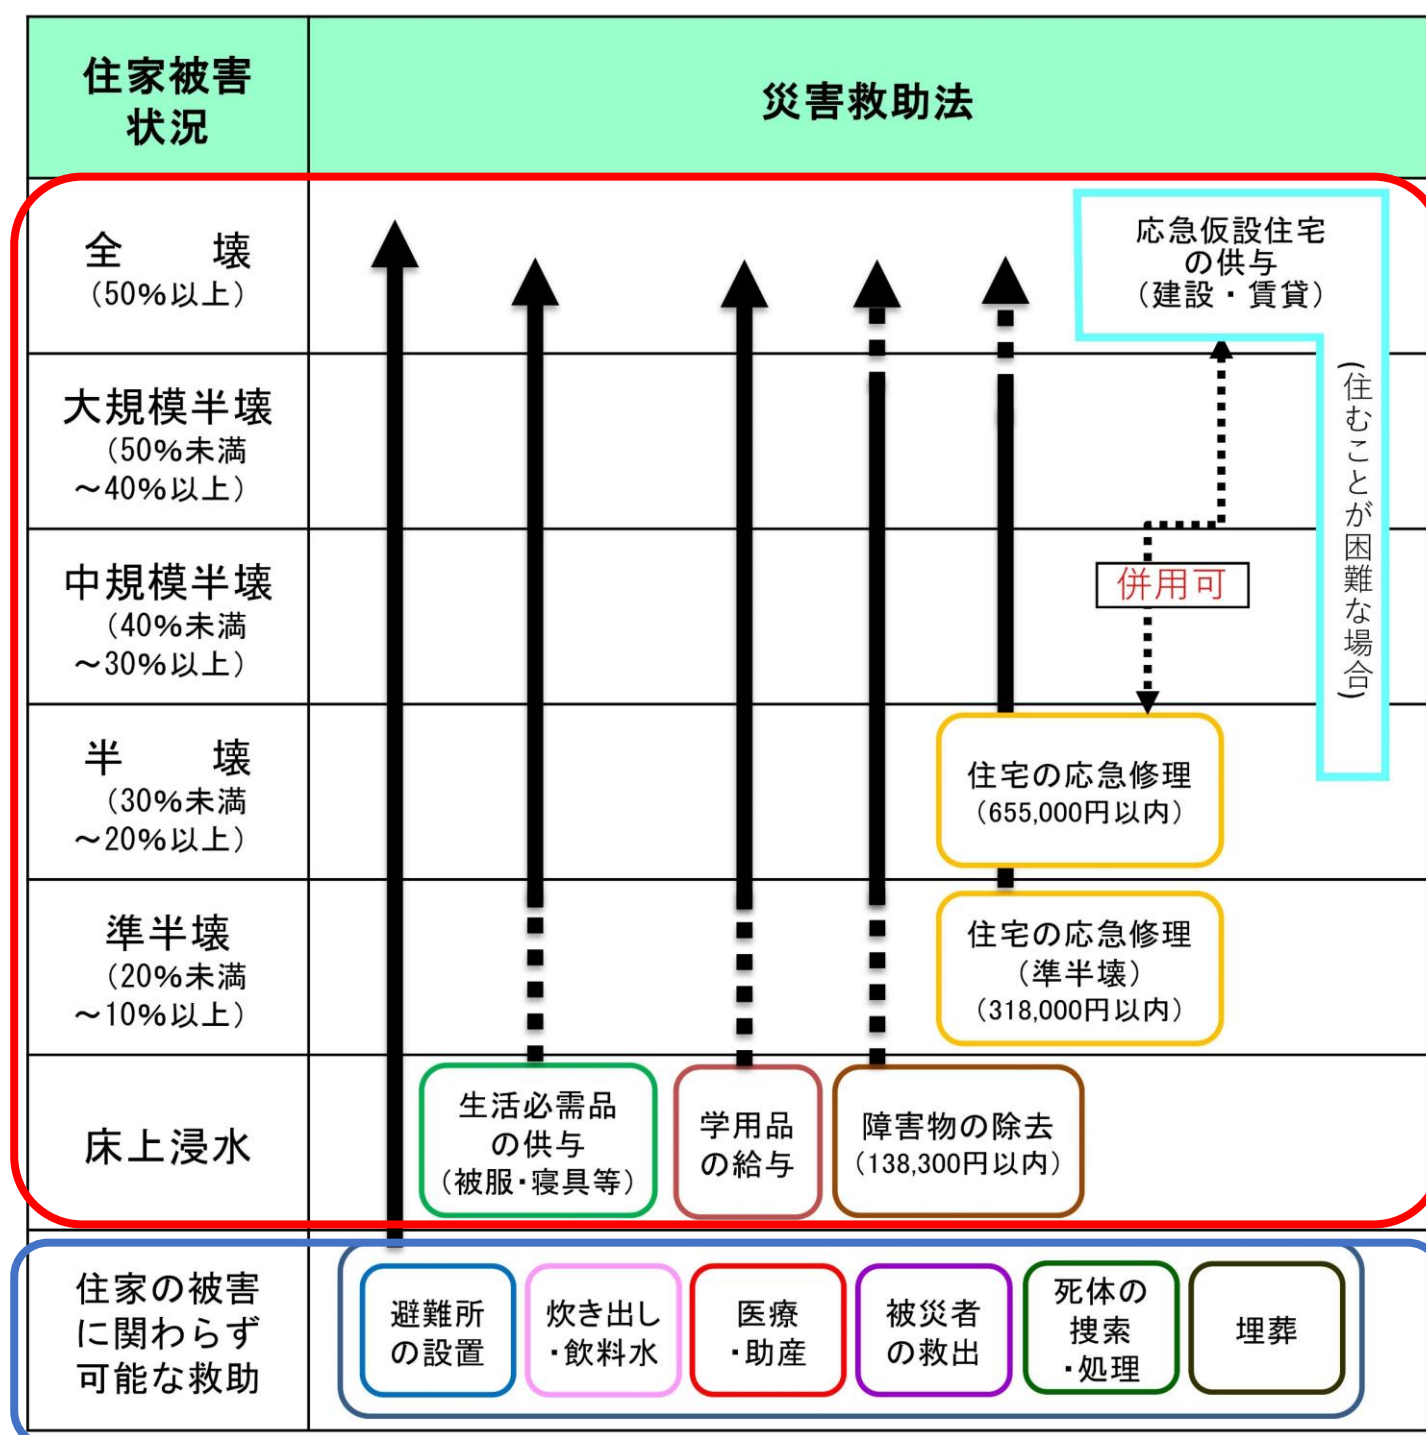 住家被害
状況
災害救助法
全　　壊
（50%以上）
応急仮設住宅
の供与
（建設・賃貸）
（住むことが困難な場合）
大規模半壊
（50%未満
～40%以上）
中規模半壊
（40%未満
～30%以上）
併用可
半　　壊
（30%未満
～20%以上）
住宅の応急修理
（655,000円以内）
準半壊
（20%未満
～10%以上）
住宅の応急修理
（準半壊）
（318,000円以内）
床上浸水
生活必需品
の供与
（被服・寝具等）
学用品
の給与
障害物の除去
（138,300円以内）
住家の被害
に関わらず
可能な救助
避難所
の設置
炊き出し
・飲料水
医療
・助産
被災者
の救出
死体の
捜索
・処理
埋葬